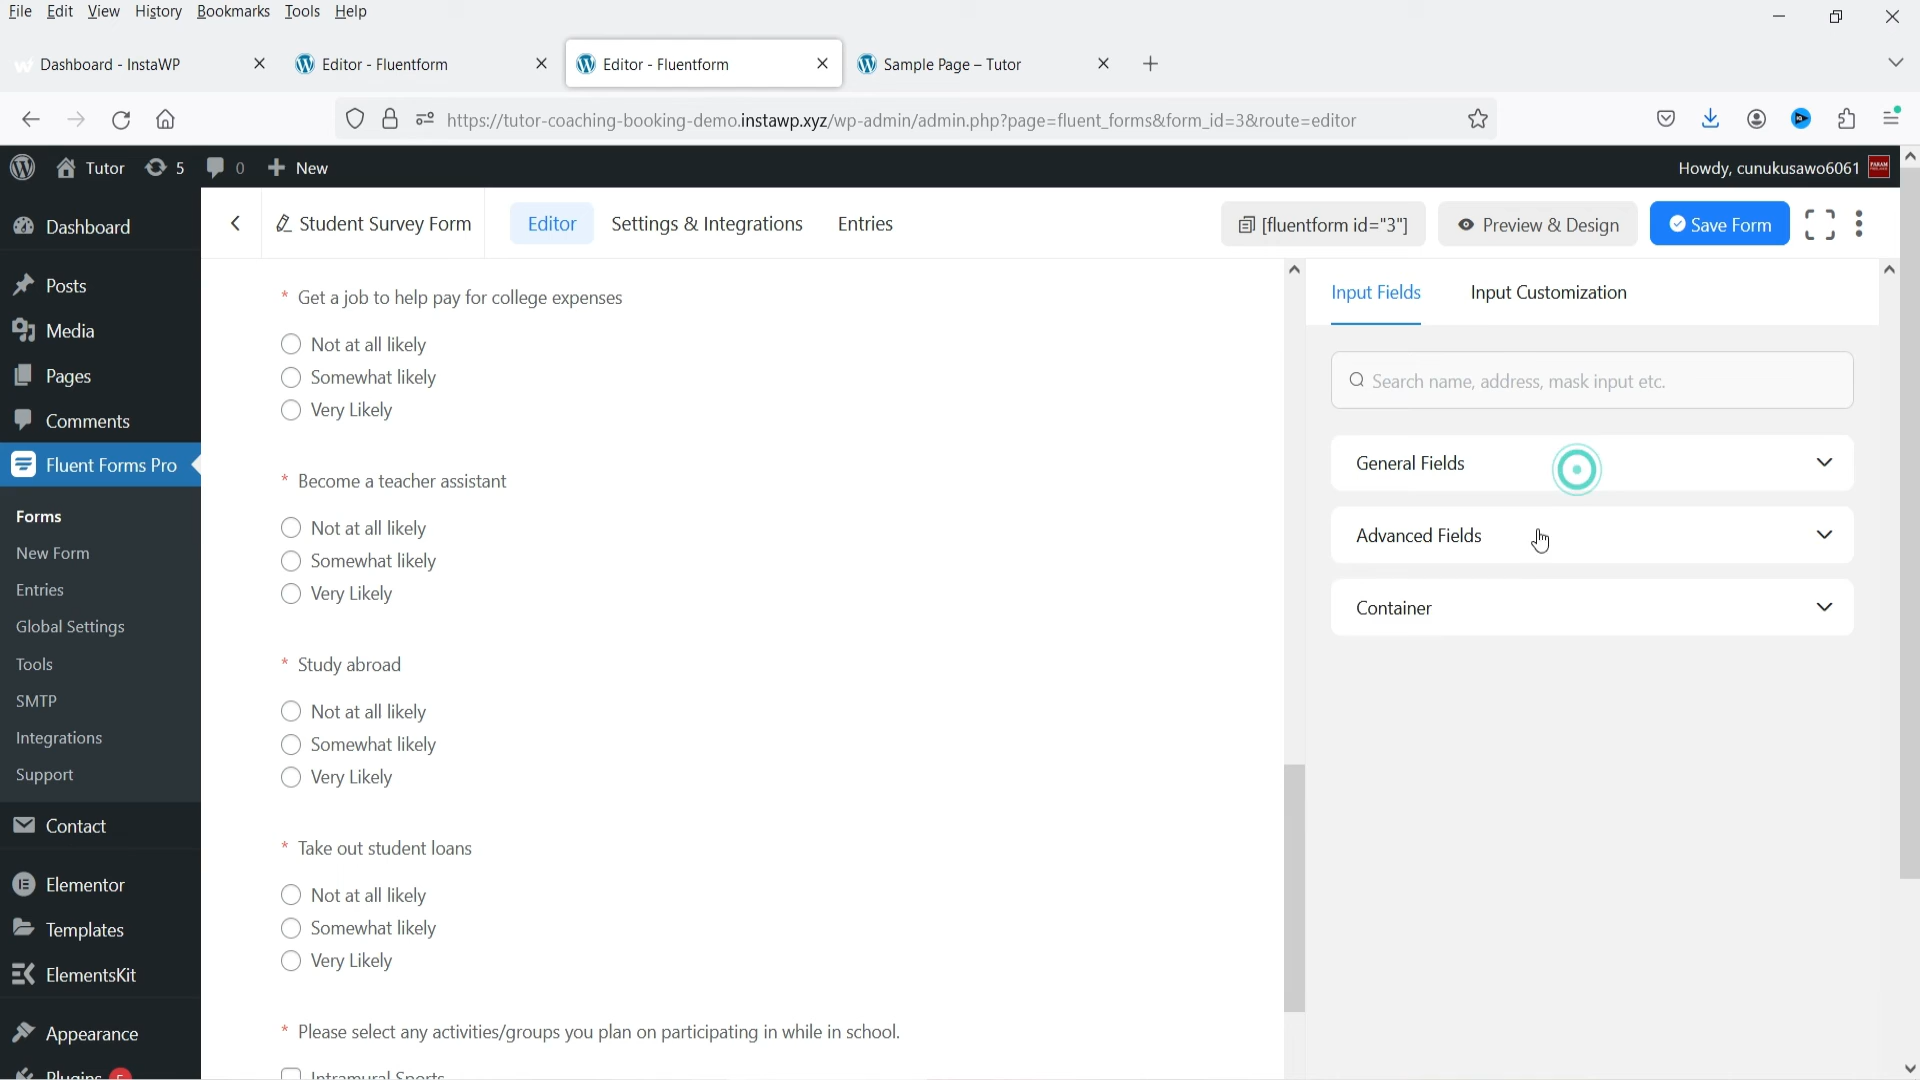 File Edit View History Bookmarks Tools Help
Dashboard - InstaWP
Editor - Fluentform
Editor - Fluentform
Sample Page – Tutor
https://tutor-coaching-booking-demo.instawp.xyz/wp-admin/admin.php?page=fluent_forms&form_id=3&route=editor
Tutor 5 0 New
Howdy, cunukusawo6061
Dashboard
Posts
Media
Pages
Comments
Fluent Forms Pro
Forms
New Form
Entries
Global Settings
Tools
SMTP
Integrations
Support
Contact
Elementor
Templates
ElementsKit
Appearance
Plugins
Student Survey Form
Editor
Settings & Integrations
Entries
[fluentform id="3"]
Preview & Design
Save Form
* Get a job to help pay for college expenses
Not at all likely
Somewhat likely
Very Likely
* Become a teacher assistant
Not at all likely
Somewhat likely
Very Likely
* Study abroad
Not at all likely
Somewhat likely
Very Likely
* Take out student loans
Not at all likely
Somewhat likely
Very Likely
* Please select any activities/groups you plan on participating in while in school.
Intramural Sports
Input Fields
Input Customization
Search name, address, mask input etc.
General Fields
Advanced Fields
Container